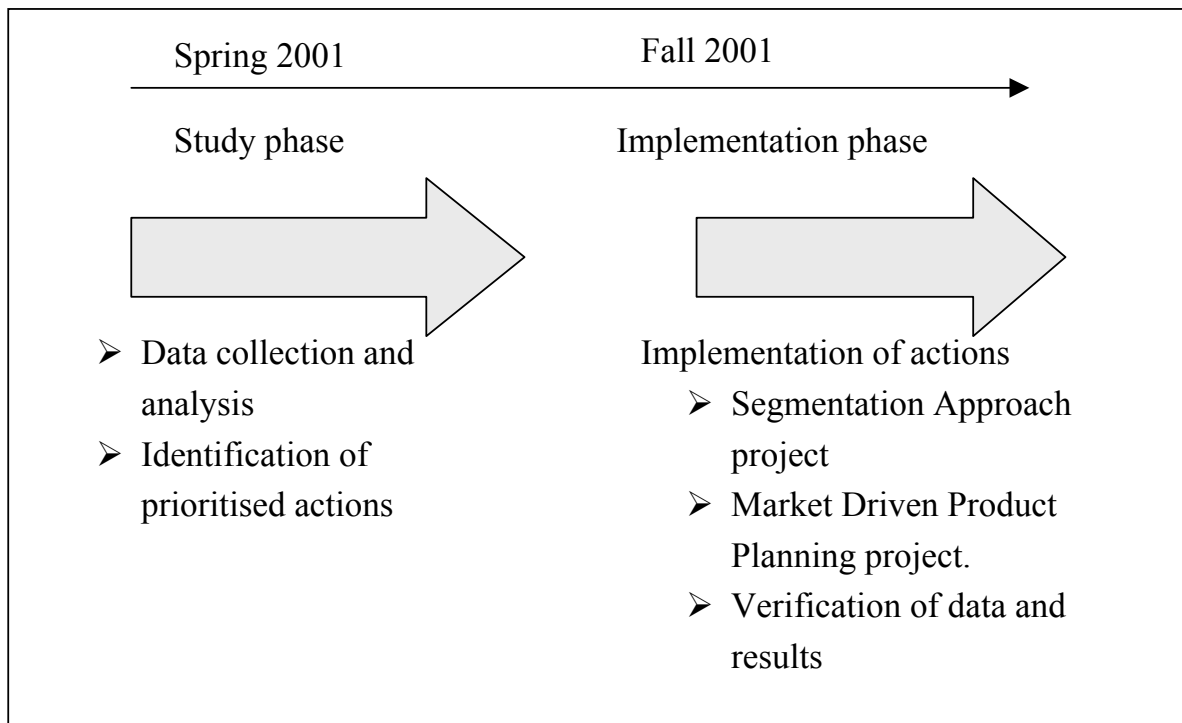 Spring 2001
Fall 2001
Study phase
Implementation phase
➢ Data collection and
analysis
➢ Identification of
prioritised actions
Implementation of actions
➢ Segmentation Approach
project
➢ Market Driven Product
Planning project.
➢ Verification of data and
results